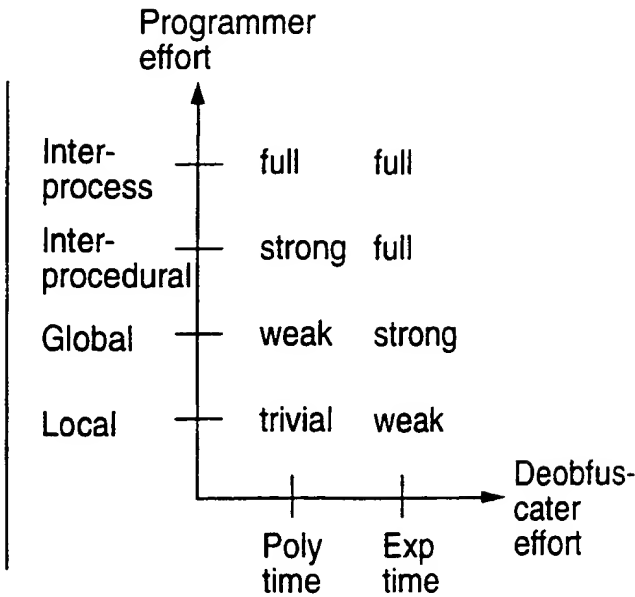 Programmer
effort
Inter-
process
full full
Inter-
procedural
strong full
Global
weak strong
Local
trivial weak
Deobfus-
cater
effort
Poly
time
Exp
time